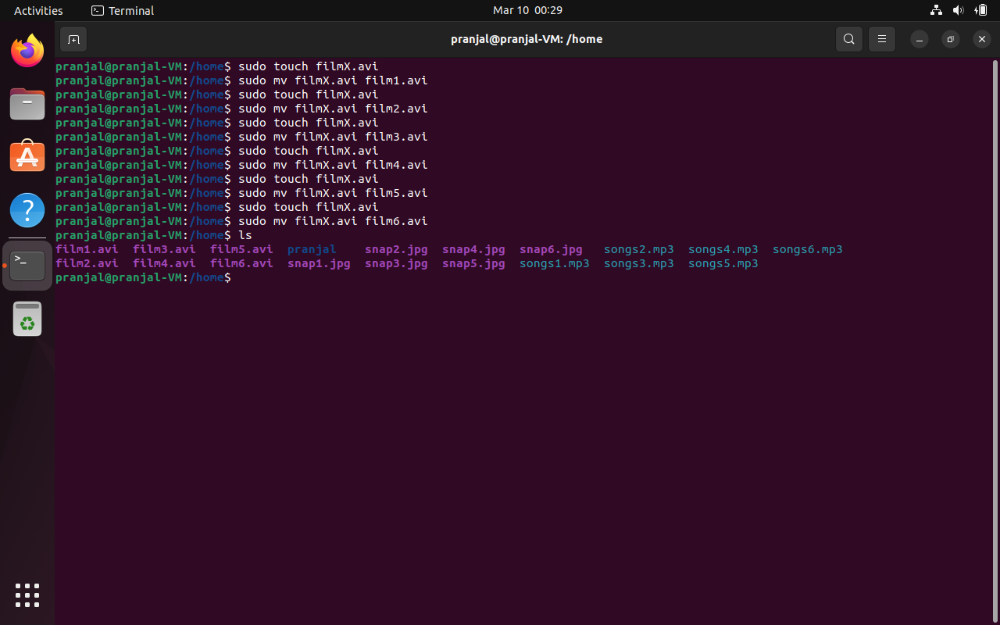 Activities Terminal Mar 10 00:29
pranjal@pranjal-VM: /home
pranjal@pranjal-VM:/home$ sudo touch filmX.avi
pranjal@pranjal-VM:/home$ sudo mv filmX.avi film1.avi
pranjal@pranjal-VM:/home$ sudo touch filmX.avi
pranjal@pranjal-VM:/home$ sudo mv filmX.avi film2.avi
pranjal@pranjal-VM:/home$ sudo touch filmX.avi
pranjal@pranjal-VM:/home$ sudo mv filmX.avi film3.avi
pranjal@pranjal-VM:/home$ sudo touch filmX.avi
pranjal@pranjal-VM:/home$ sudo mv filmX.avi film4.avi
pranjal@pranjal-VM:/home$ sudo touch filmX.avi
pranjal@pranjal-VM:/home$ sudo mv filmX.avi film5.avi
pranjal@pranjal-VM:/home$ sudo touch filmX.avi
pranjal@pranjal-VM:/home$ sudo mv filmX.avi film6.avi
pranjal@pranjal-VM:/home$ ls
film1.avi film3.avi film5.avi pranjal snap2.jpg snap4.jpg snap6.jpg songs2.mp3 songs4.mp3 songs6.mp3
film2.avi film4.avi film6.avi snap1.jpg snap3.jpg snap5.jpg songs1.mp3 songs3.mp3 songs5.mp3
pranjal@pranjal-VM:/home$